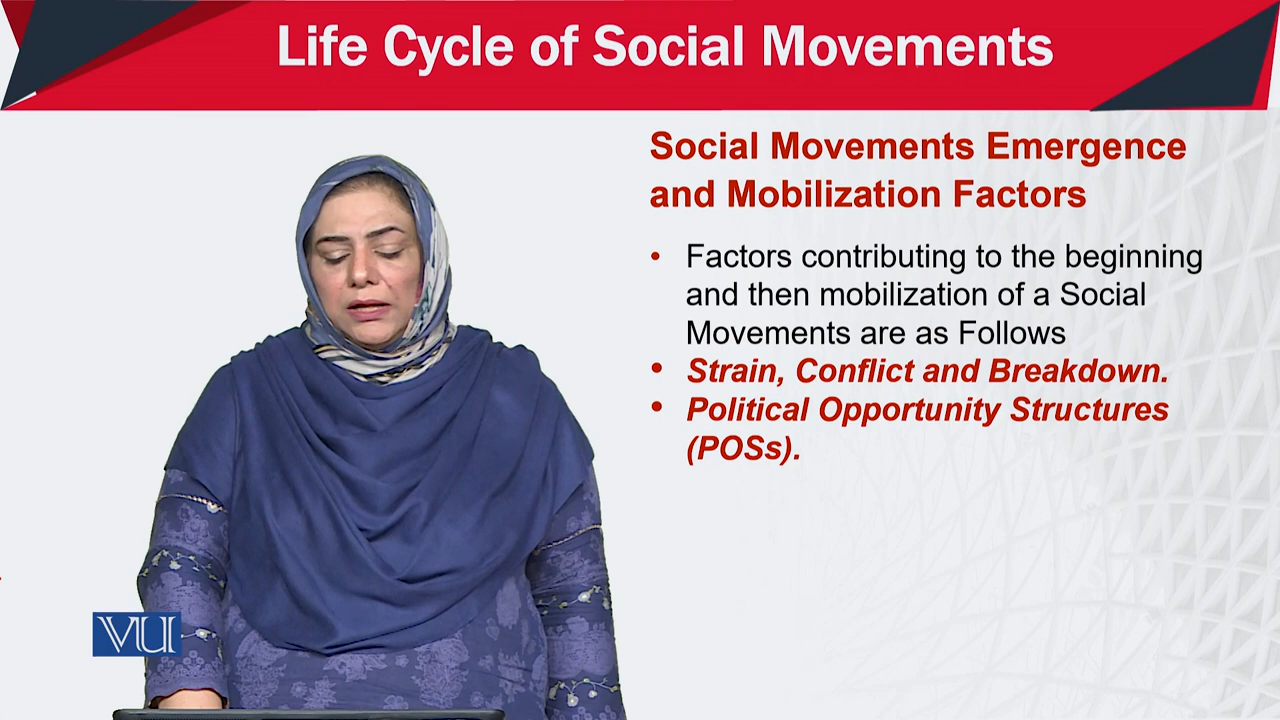 Life Cycle of Social Movements
Social Movements Emergence
and Mobilization Factors
• Factors contributing to the beginning
and then mobilization of a Social
Movements are as Follows
• Strain, Conflict and Breakdown.
• Political Opportunity Structures
(POSs).
VU